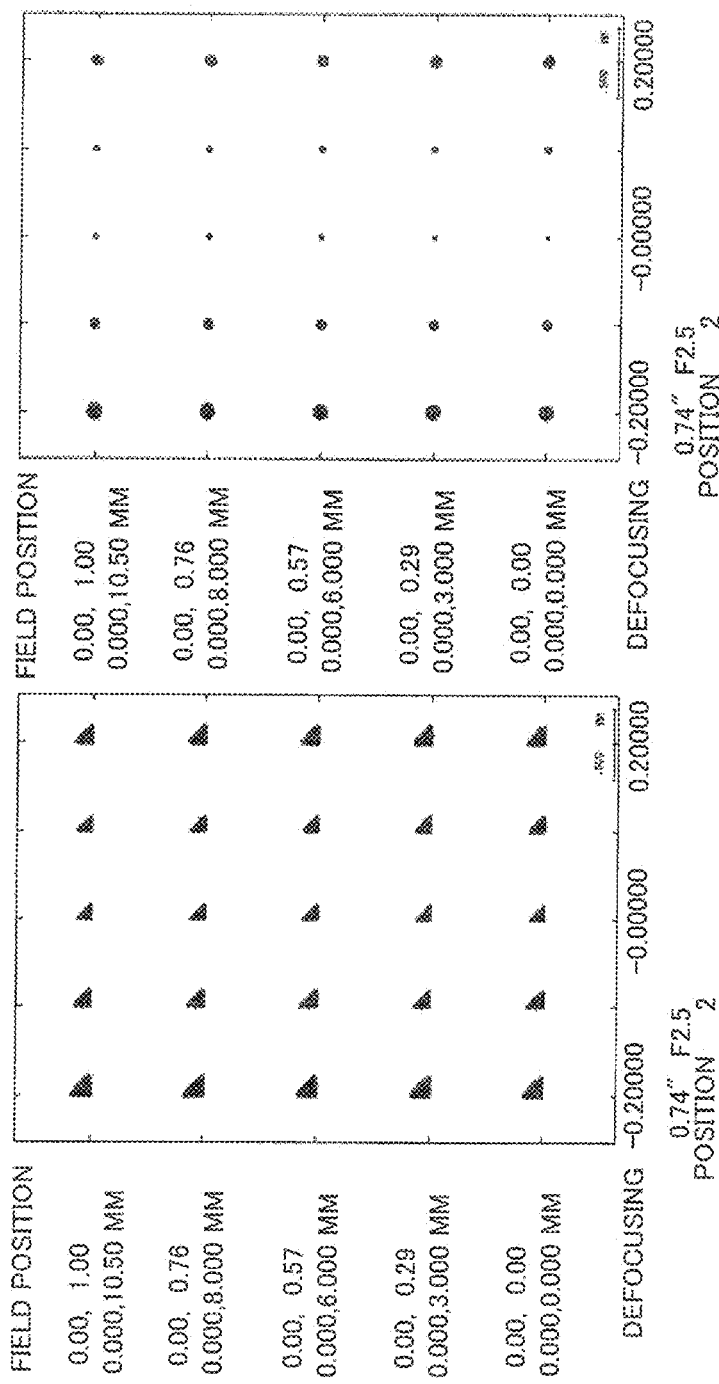 FIELD POSITION
0.00, 1.00
0.000,10.50 MM
0.00, 0.76
0.000,8.000 MM
0.00, 0.57
0.000,6.000 MM
0.00, 0.29
0.000,3.000 MM
0.00, 0.00
0.000,0.000 MM
DEFOCUSING -0.20000 -0.00000 0.20000
0.74″ F2.5
POSITION 2
FIELD POSITION
0.00, 1.00
0.000,10.50 MM
0.00, 0.76
0.000,8.000 MM
0.00, 0.57
0.000,6.000 MM
0.00, 0.29
0.000,3.000 MM
0.00, 0.00
0.000,0.000 MM
DEFOCUSING -0.20000 -0.00000 0.20000
0.74″ F2.5
POSITION 2